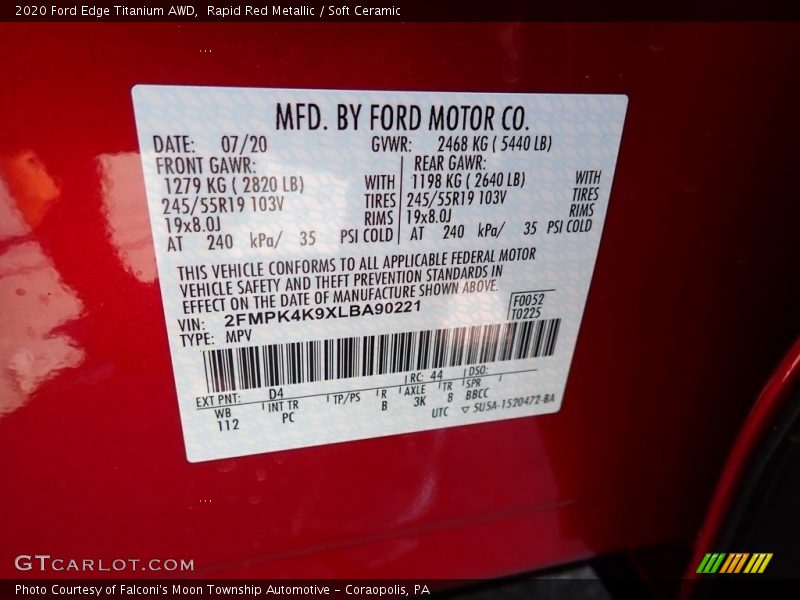 2020 Ford Edge Titanium AWD,  Rapid Red Metallic / Soft Ceramic
MFD. BY FORD MOTOR CO.
DATE: 07/20 GVWR: 2468 KG ( 5440 LB)
FRONT GAWR: REAR GAWR:
1279 KG ( 2820 LB) WITH 1198 KG ( 2640 LB) WITH
245/55R19 103V TIRES 245/55R19 103V TIRES
19x8.0J RIMS 19x8.0J RIMS
AT 240 kPa/ 35 PSI COLD AT 240 kPa/ 35 PSI COLD
THIS VEHICLE CONFORMS TO ALL APPLICABLE FEDERAL MOTOR
VEHICLE SAFETY AND THEFT PREVENTION STANDARDS IN
EFFECT ON THE DATE OF MANUFACTURE SHOWN ABOVE.
VIN: 2FMPK4K9XLBA90221 F0052
TYPE: MPV T0225
EXT PNT: D4 RC: 44 DSO:
WB INT TR TP/PS R AXLE TR SPR
112 PC B 3K 8 BBCC
UTC ▽ 5U5A-1520472-BA
GTCARLOT.COM
Photo Courtesy of Falconi's Moon Township Automotive - Coraopolis, PA